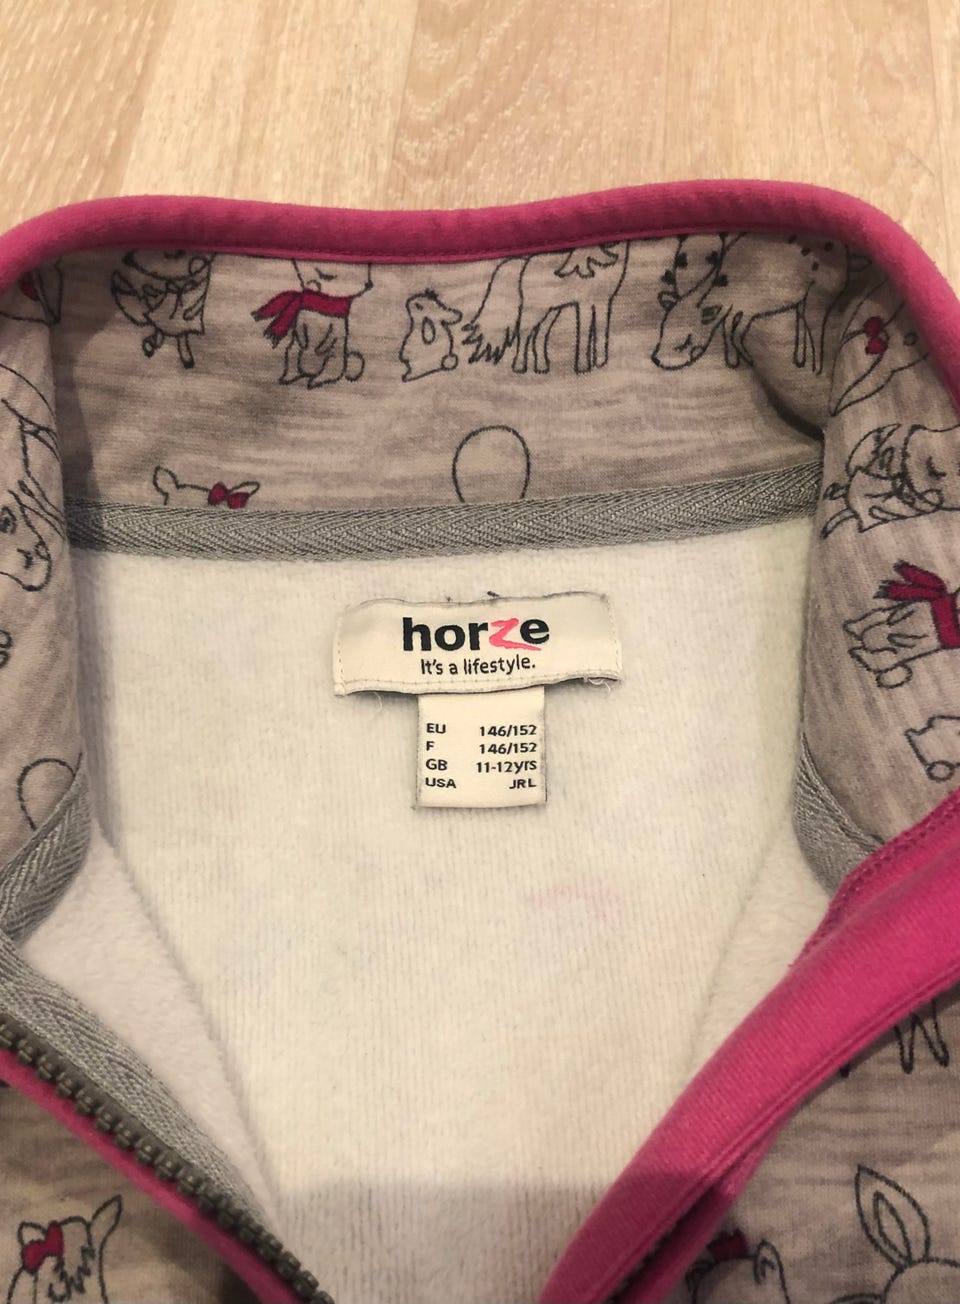 horze
It's a lifestyle.
EU 146/152
F 146/152
GB 11-12yrs
USA JRL